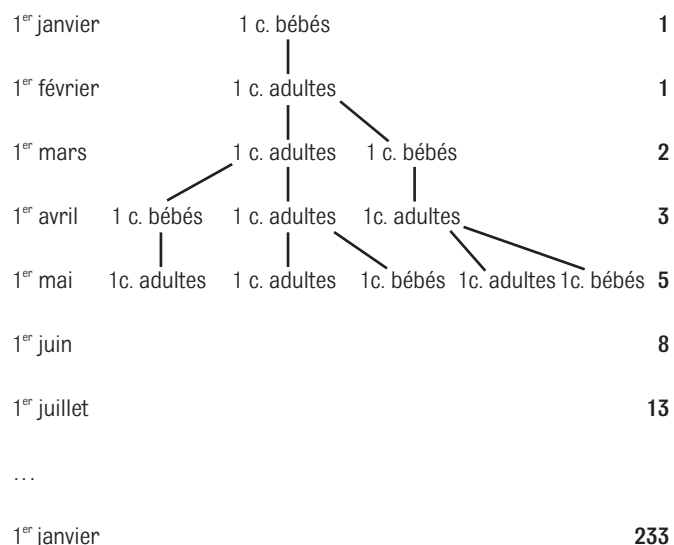 1er janvier 1 c. bébés 1
1er février 1 c. adultes 1
1er mars 1 c. adultes 1 c. bébés 2
1er avril 1 c. bébés 1 c. adultes 1c. adultes 3
1er mai 1c. adultes 1 c. adultes 1c. bébés 1c. adultes 1c. bébés 5
1er juin 8
1er juillet 13
...
1er janvier 233